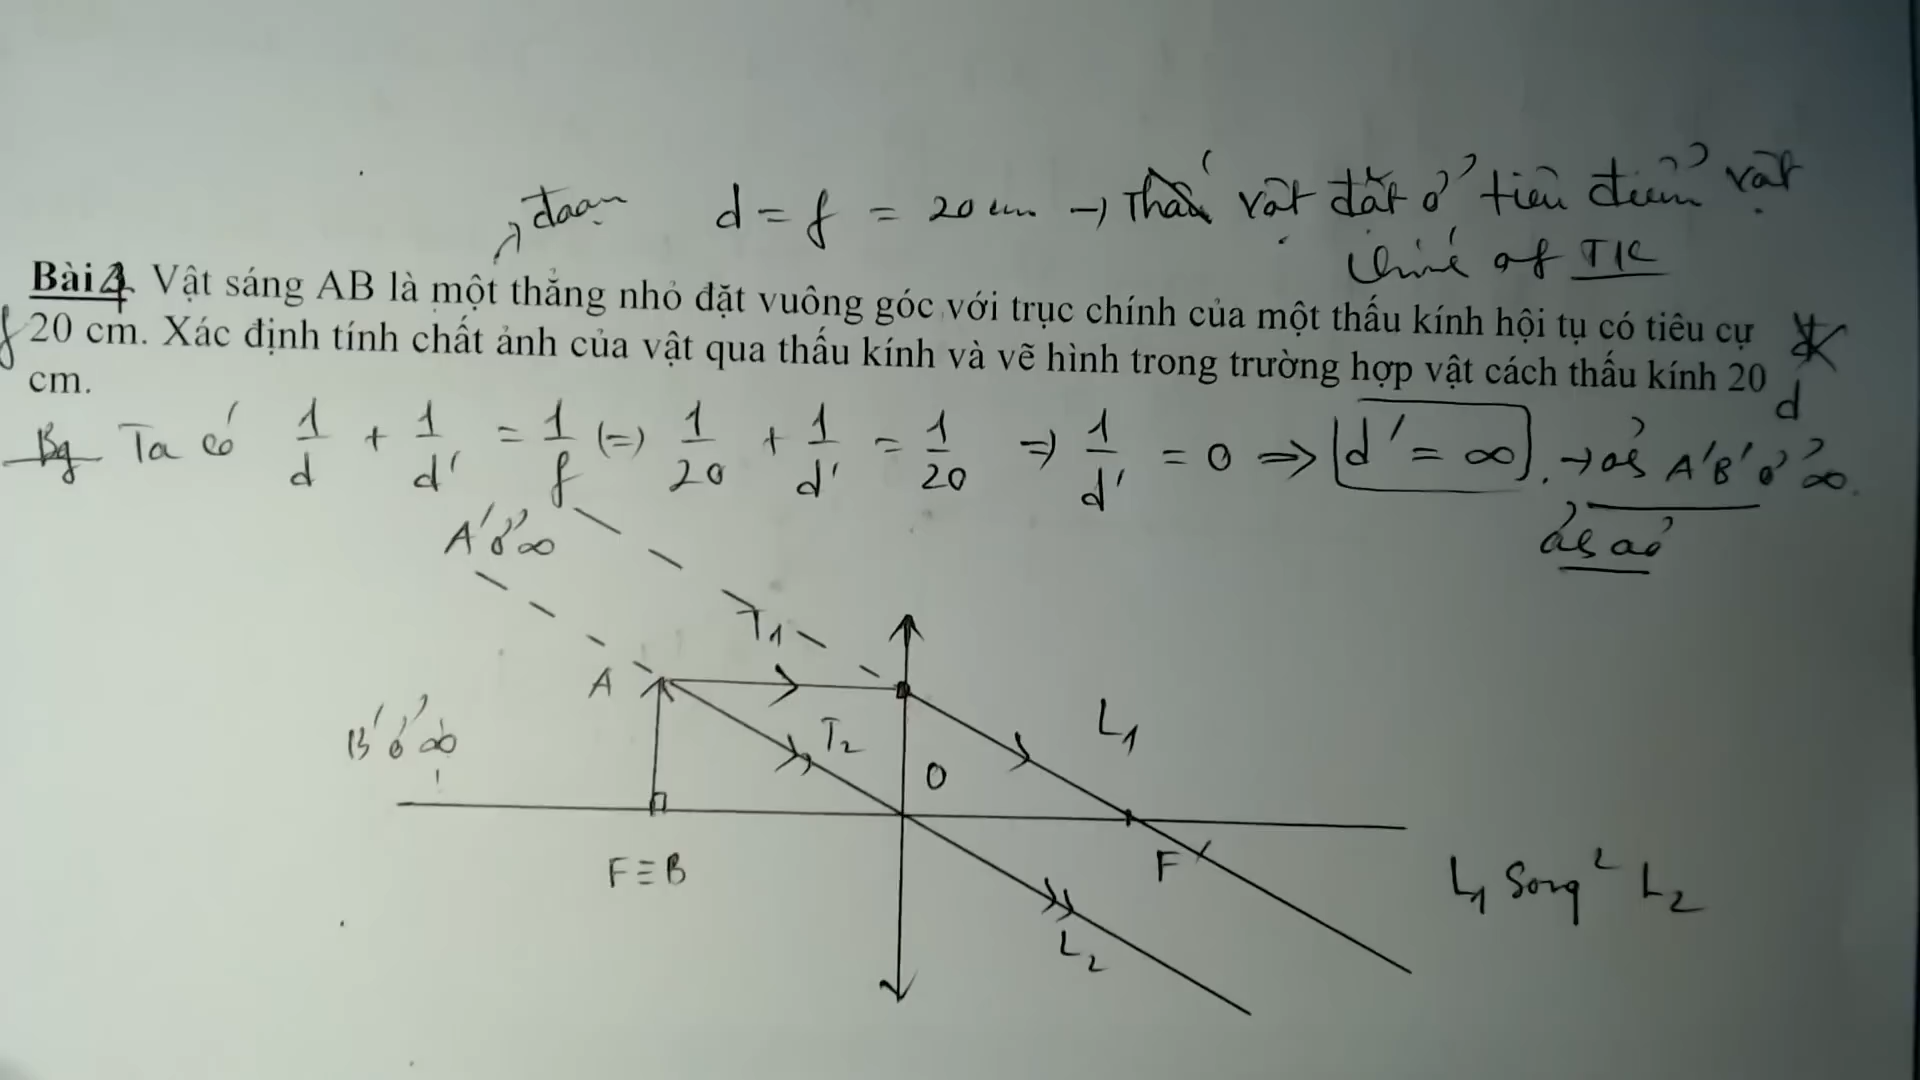 đoạn
d = f = 20 cm → Thấu vật đặt ở tiêu điểm vật
chính of TK
Bài 4. Vật sáng AB là một thẳng nhỏ đặt vuông góc với trục chính của một thấu kính hội tụ có tiêu cự
f 20 cm. Xác định tính chất ảnh của vật qua thấu kính và vẽ hình trong trường hợp vật cách thấu kính 20
cm.
d
Bg Ta có 1/d + 1/d' = 1/f (=) 1/20 + 1/d' = 1/20 => 1/d' = 0 => d' = ∞. → ảs A'B' ở ∞.
ảs ảo
A' ở ∞
T1
A
L1
B' ở ∞
T2
O
F ≡ B
F'
L1 Song² L2
L2